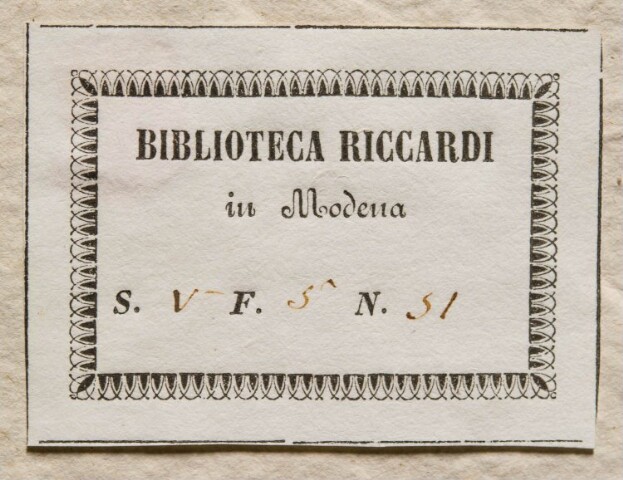 BIBLIOTECA RICCARDI
in Modena
S. V F. 5 N. 51